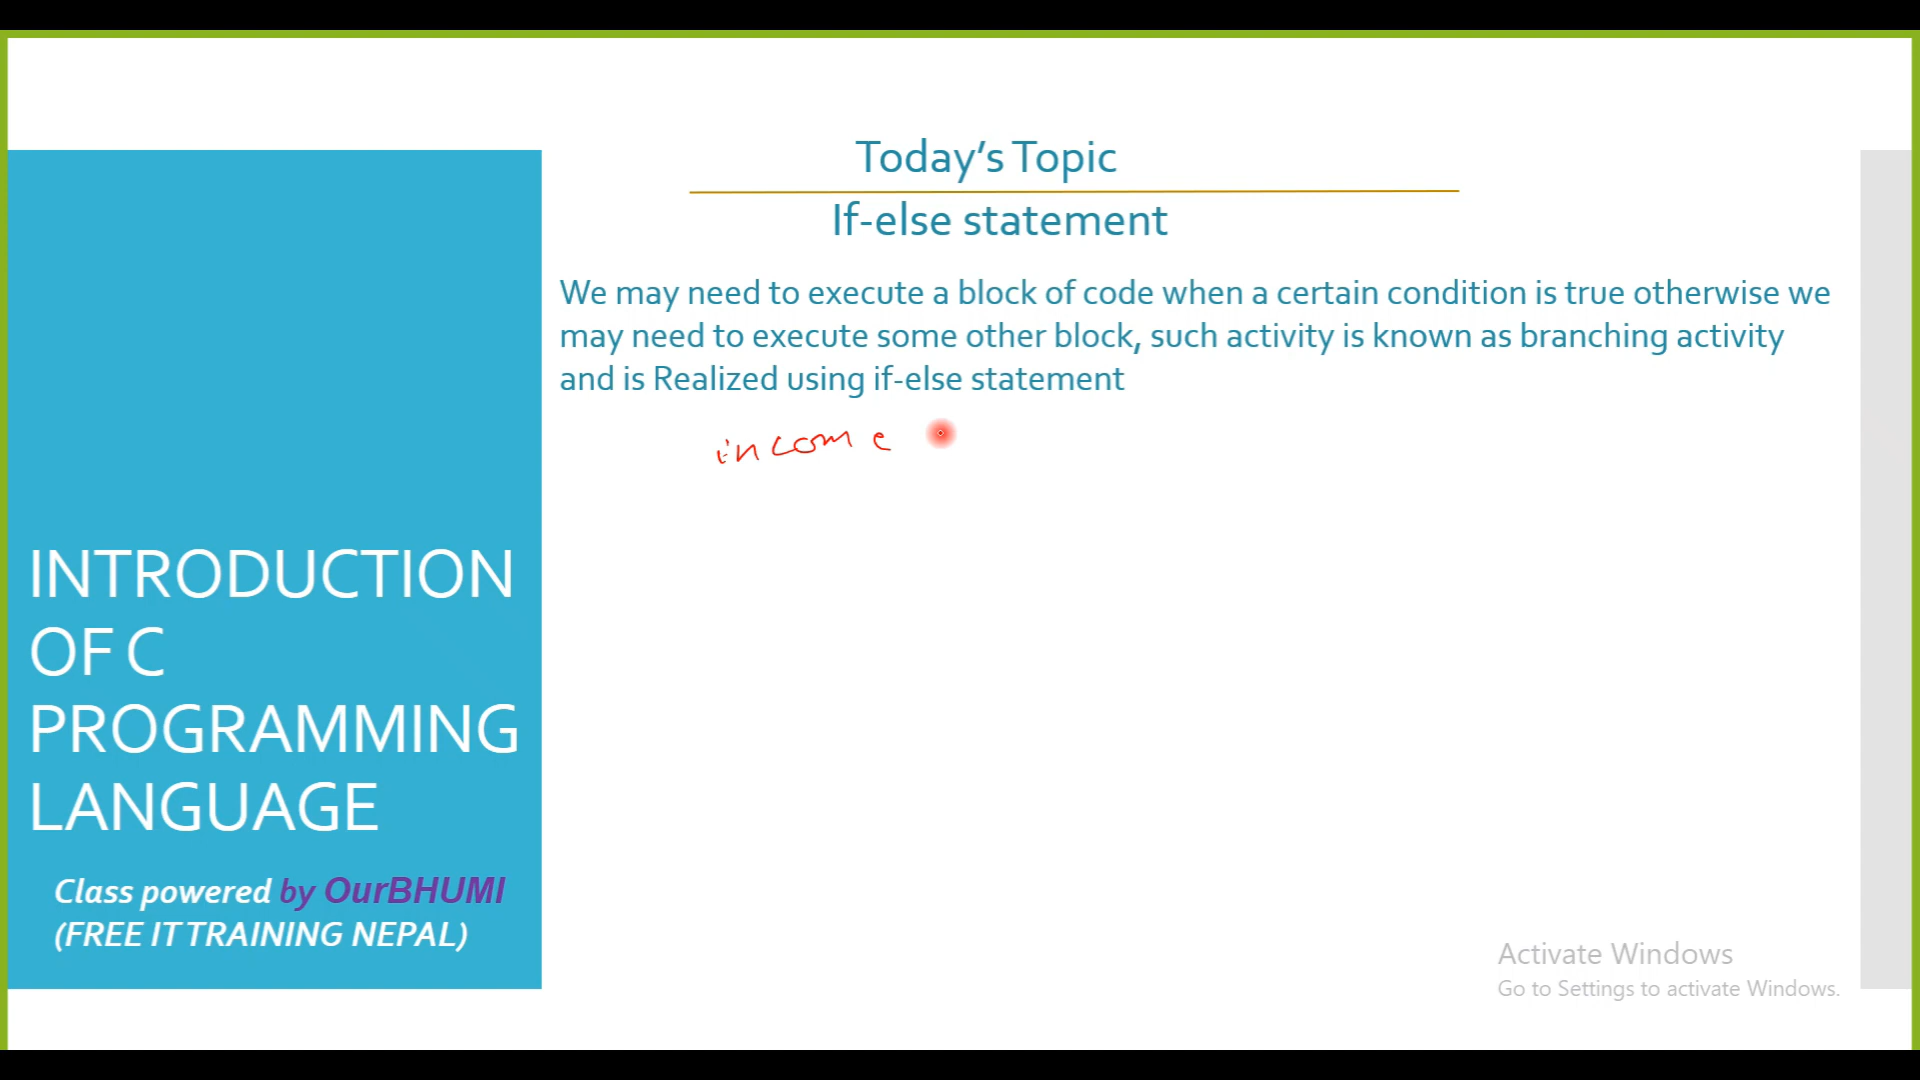 Today's Topic
If-else statement
We may need to execute a block of code when a certain condition is true otherwise we
may need to execute some other block, such activity is known as branching activity
and is Realized using if-else statement
income
INTRODUCTION
OF C
PROGRAMMING
LANGUAGE
Class powered by OurBHUMI
(FREE IT TRAINING NEPAL)
Activate Windows
Go to Settings to activate Windows.